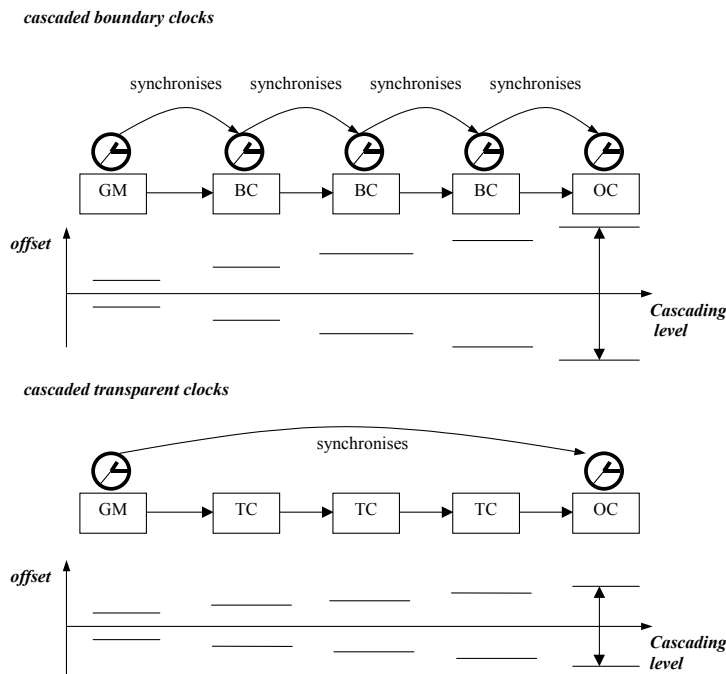 cascaded boundary clocks
synchronises synchronises synchronises synchronises
GM BC BC BC OC
offset
Cascading
level
cascaded transparent clocks
synchronises
GM TC TC TC OC
offset
Cascading
level